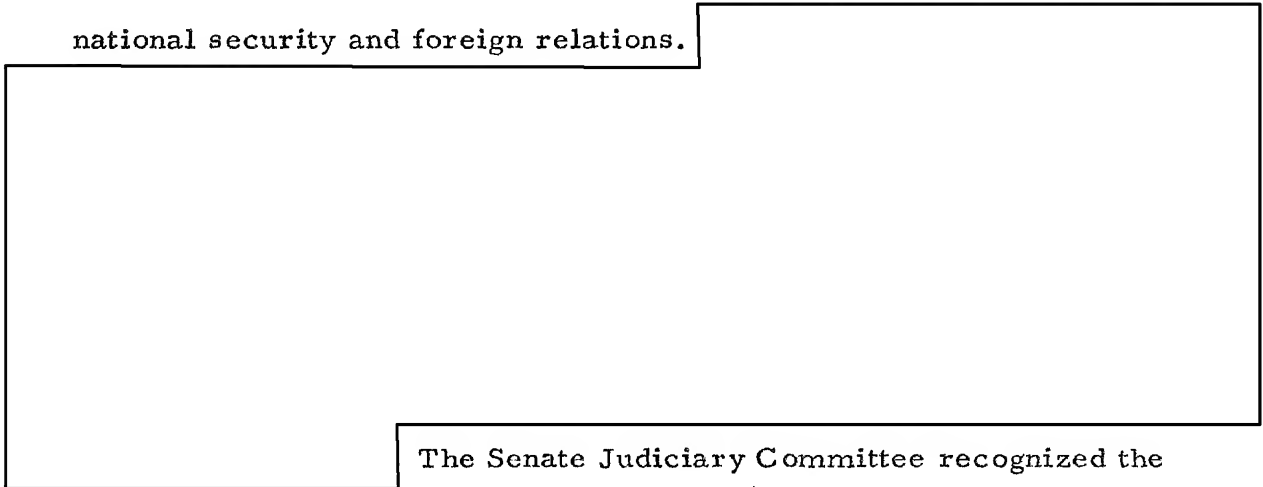 national security and foreign relations.
The Senate Judiciary Committee recognized the